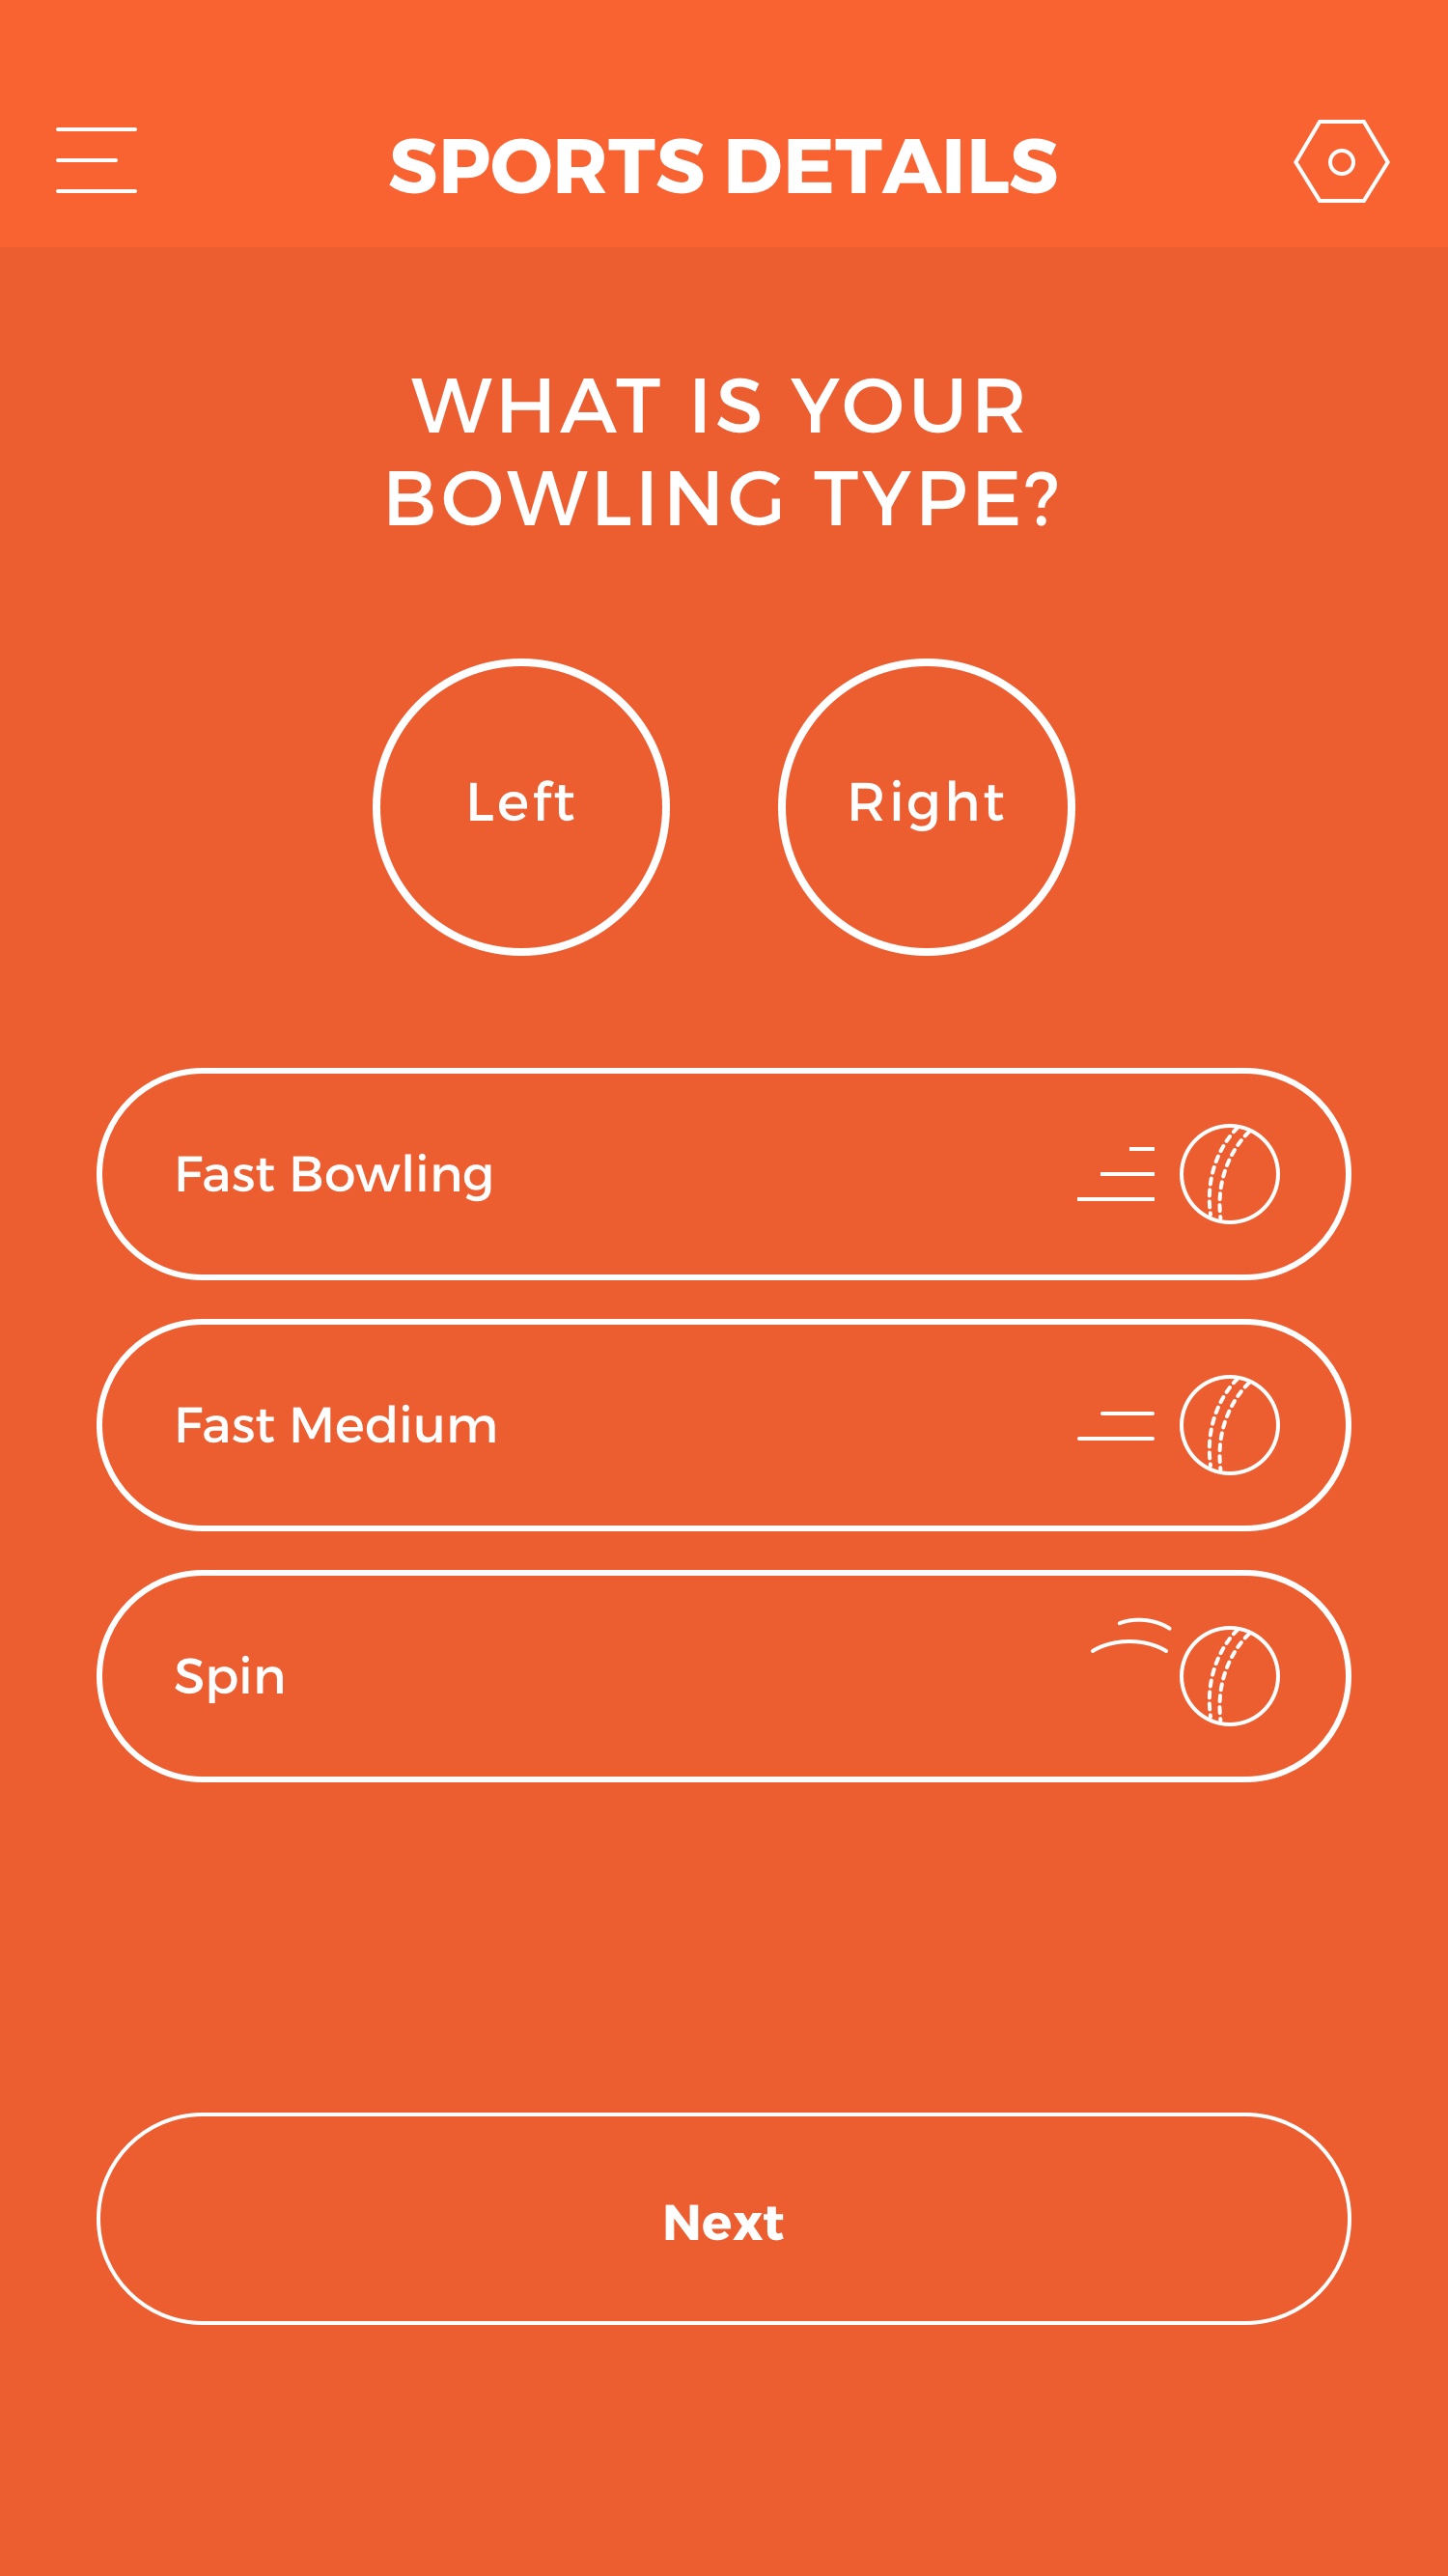 SPORTS DETAILS
WHAT IS YOUR
BOWLING TYPE?
Left
Right
Fast Bowling
Fast Medium
Spin
Next